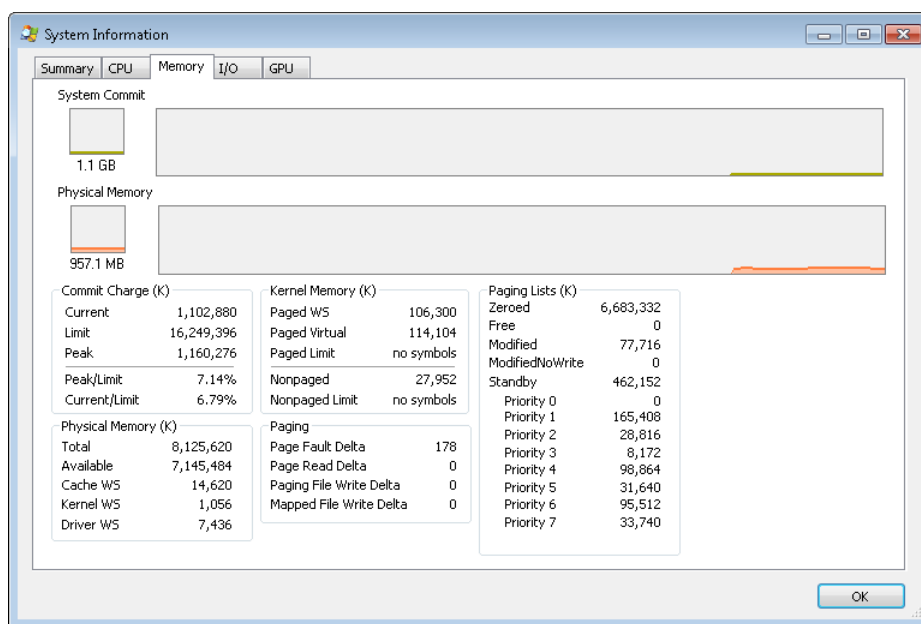 System Information
Summary CPU Memory I/O GPU
System Commit
1.1 GB
Physical Memory
957.1 MB
Commit Charge (K)
Current 1,102,880
Limit 16,249,396
Peak 1,160,276
Peak/Limit 7.14%
Current/Limit 6.79%
Physical Memory (K)
Total 8,125,620
Available 7,145,484
Cache WS 14,620
Kernel WS 1,056
Driver WS 7,436
Kernel Memory (K)
Paged WS 106,300
Paged Virtual 114,104
Paged Limit no symbols
Nonpaged 27,952
Nonpaged Limit no symbols
Paging
Page Fault Delta 178
Page Read Delta 0
Paging File Write Delta 0
Mapped File Write Delta 0
Paging Lists (K)
Zeroed 6,683,332
Free 0
Modified 77,716
ModifiedNoWrite 0
Standby 462,152
Priority 0 0
Priority 1 165,408
Priority 2 28,816
Priority 3 8,172
Priority 4 98,864
Priority 5 31,640
Priority 6 95,512
Priority 7 33,740
OK